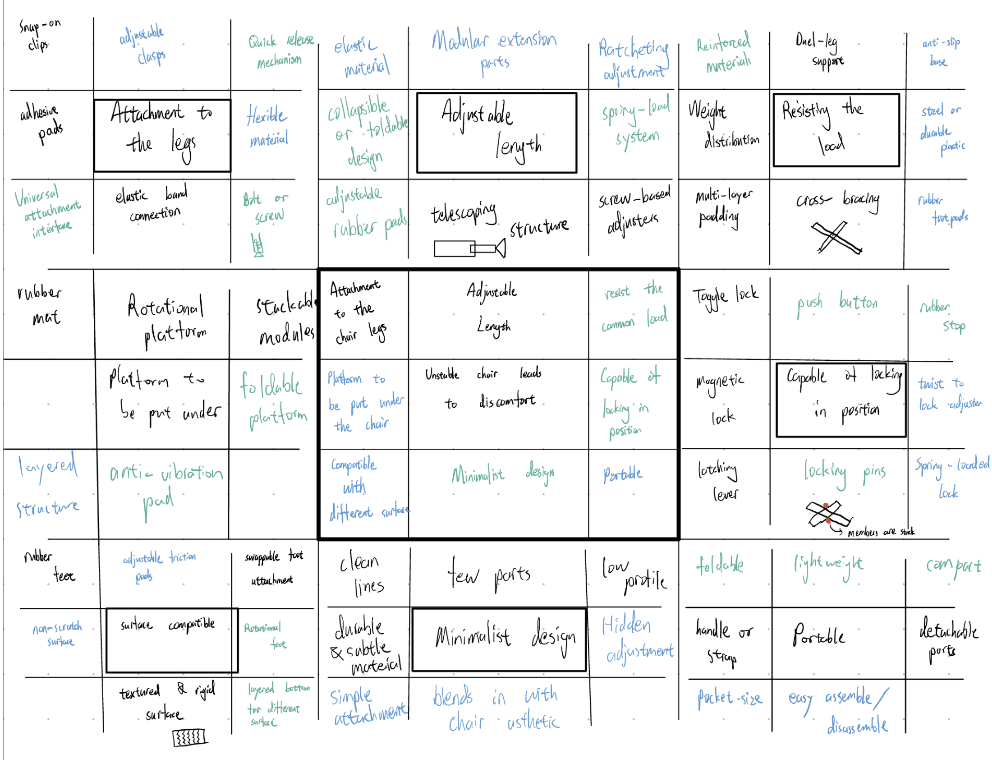 Snap-on
clips
adjustable
clasps
Quick release
mechanism
elastic
material
Modular extension
parts
Ratcheting
adjustment
Reinforced
materials
Duel-leg
support
anti-slip
base
adhesive
pads
Attachment to
the legs
flexible
material
collapsible
or foldable
design
Adjustable
length
spring-load
system
Weight
distribution
Resisting the
load
steel or
durable
plastic
Universal
attachment
interface
elastic band
connection
Bolt or
screw
adjustable
rubber pads
telescoping
structure
screw-based
adjusters
multi-layer
padding
cross-bracing
rubber
foot pads
rubber
mat
Rotational
platform
stackable
modules
Attachment
to the
chair legs
Adjustable
Length
resist the
common load
Toggle lock
push button
rubber
stop
Platform to
be put under
foldable
platform
Platform to
be put under
the chair
Unstable chair leads
to discomfort
Capable of
locking in
position
magnetic
lock
Capable of locking
in position
twist to
lock adjuster
layered
structure
anti-vibration
pad
Compatible
with
different surface
Minimalist design
Portable
latching
lever
locking pins
members are stuck
Spring-loaded
lock
rubber
feet
adjustable friction
pads
swappable foot
attachment
clean
lines
few parts
low
profile
foldable
lightweight
compact
non-scratch
surface
surface compatible
Rotational
foot
durable
& subtle
material
Minimalist design
Hidden
adjustment
handle or
strap
Portable
detachable
parts
textured & rigid
surface
layered bottom
for different
surface
simple
attachment
blends in with
chair asthetic
pocket-size
easy assemble/
disassemble